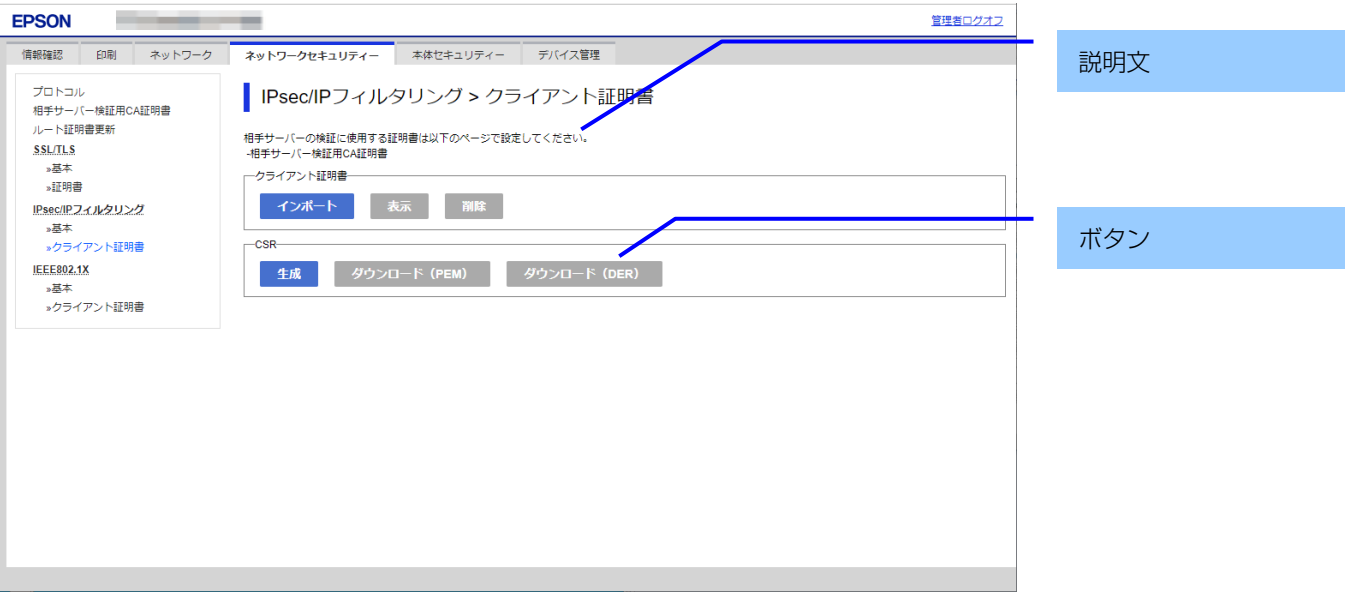 EPSON
管理者ログオフ
情報確認 印刷 ネットワーク ネットワークセキュリティー 本体セキュリティー デバイス管理
プロトコル
相手サーバー検証用CA証明書
ルート証明書更新
SSL/TLS
»基本
»証明書
IPsec/IPフィルタリング
»基本
»クライアント証明書
IEEE802.1X
»基本
»クライアント証明書
IPsec/IPフィルタリング > クライアント証明書
相手サーバーの検証に使用する証明書は以下のページで設定してください。
-相手サーバー検証用CA証明書
クライアント証明書
インポート 表示 削除
CSR
生成 ダウンロード（PEM） ダウンロード（DER）
説明文
ボタン